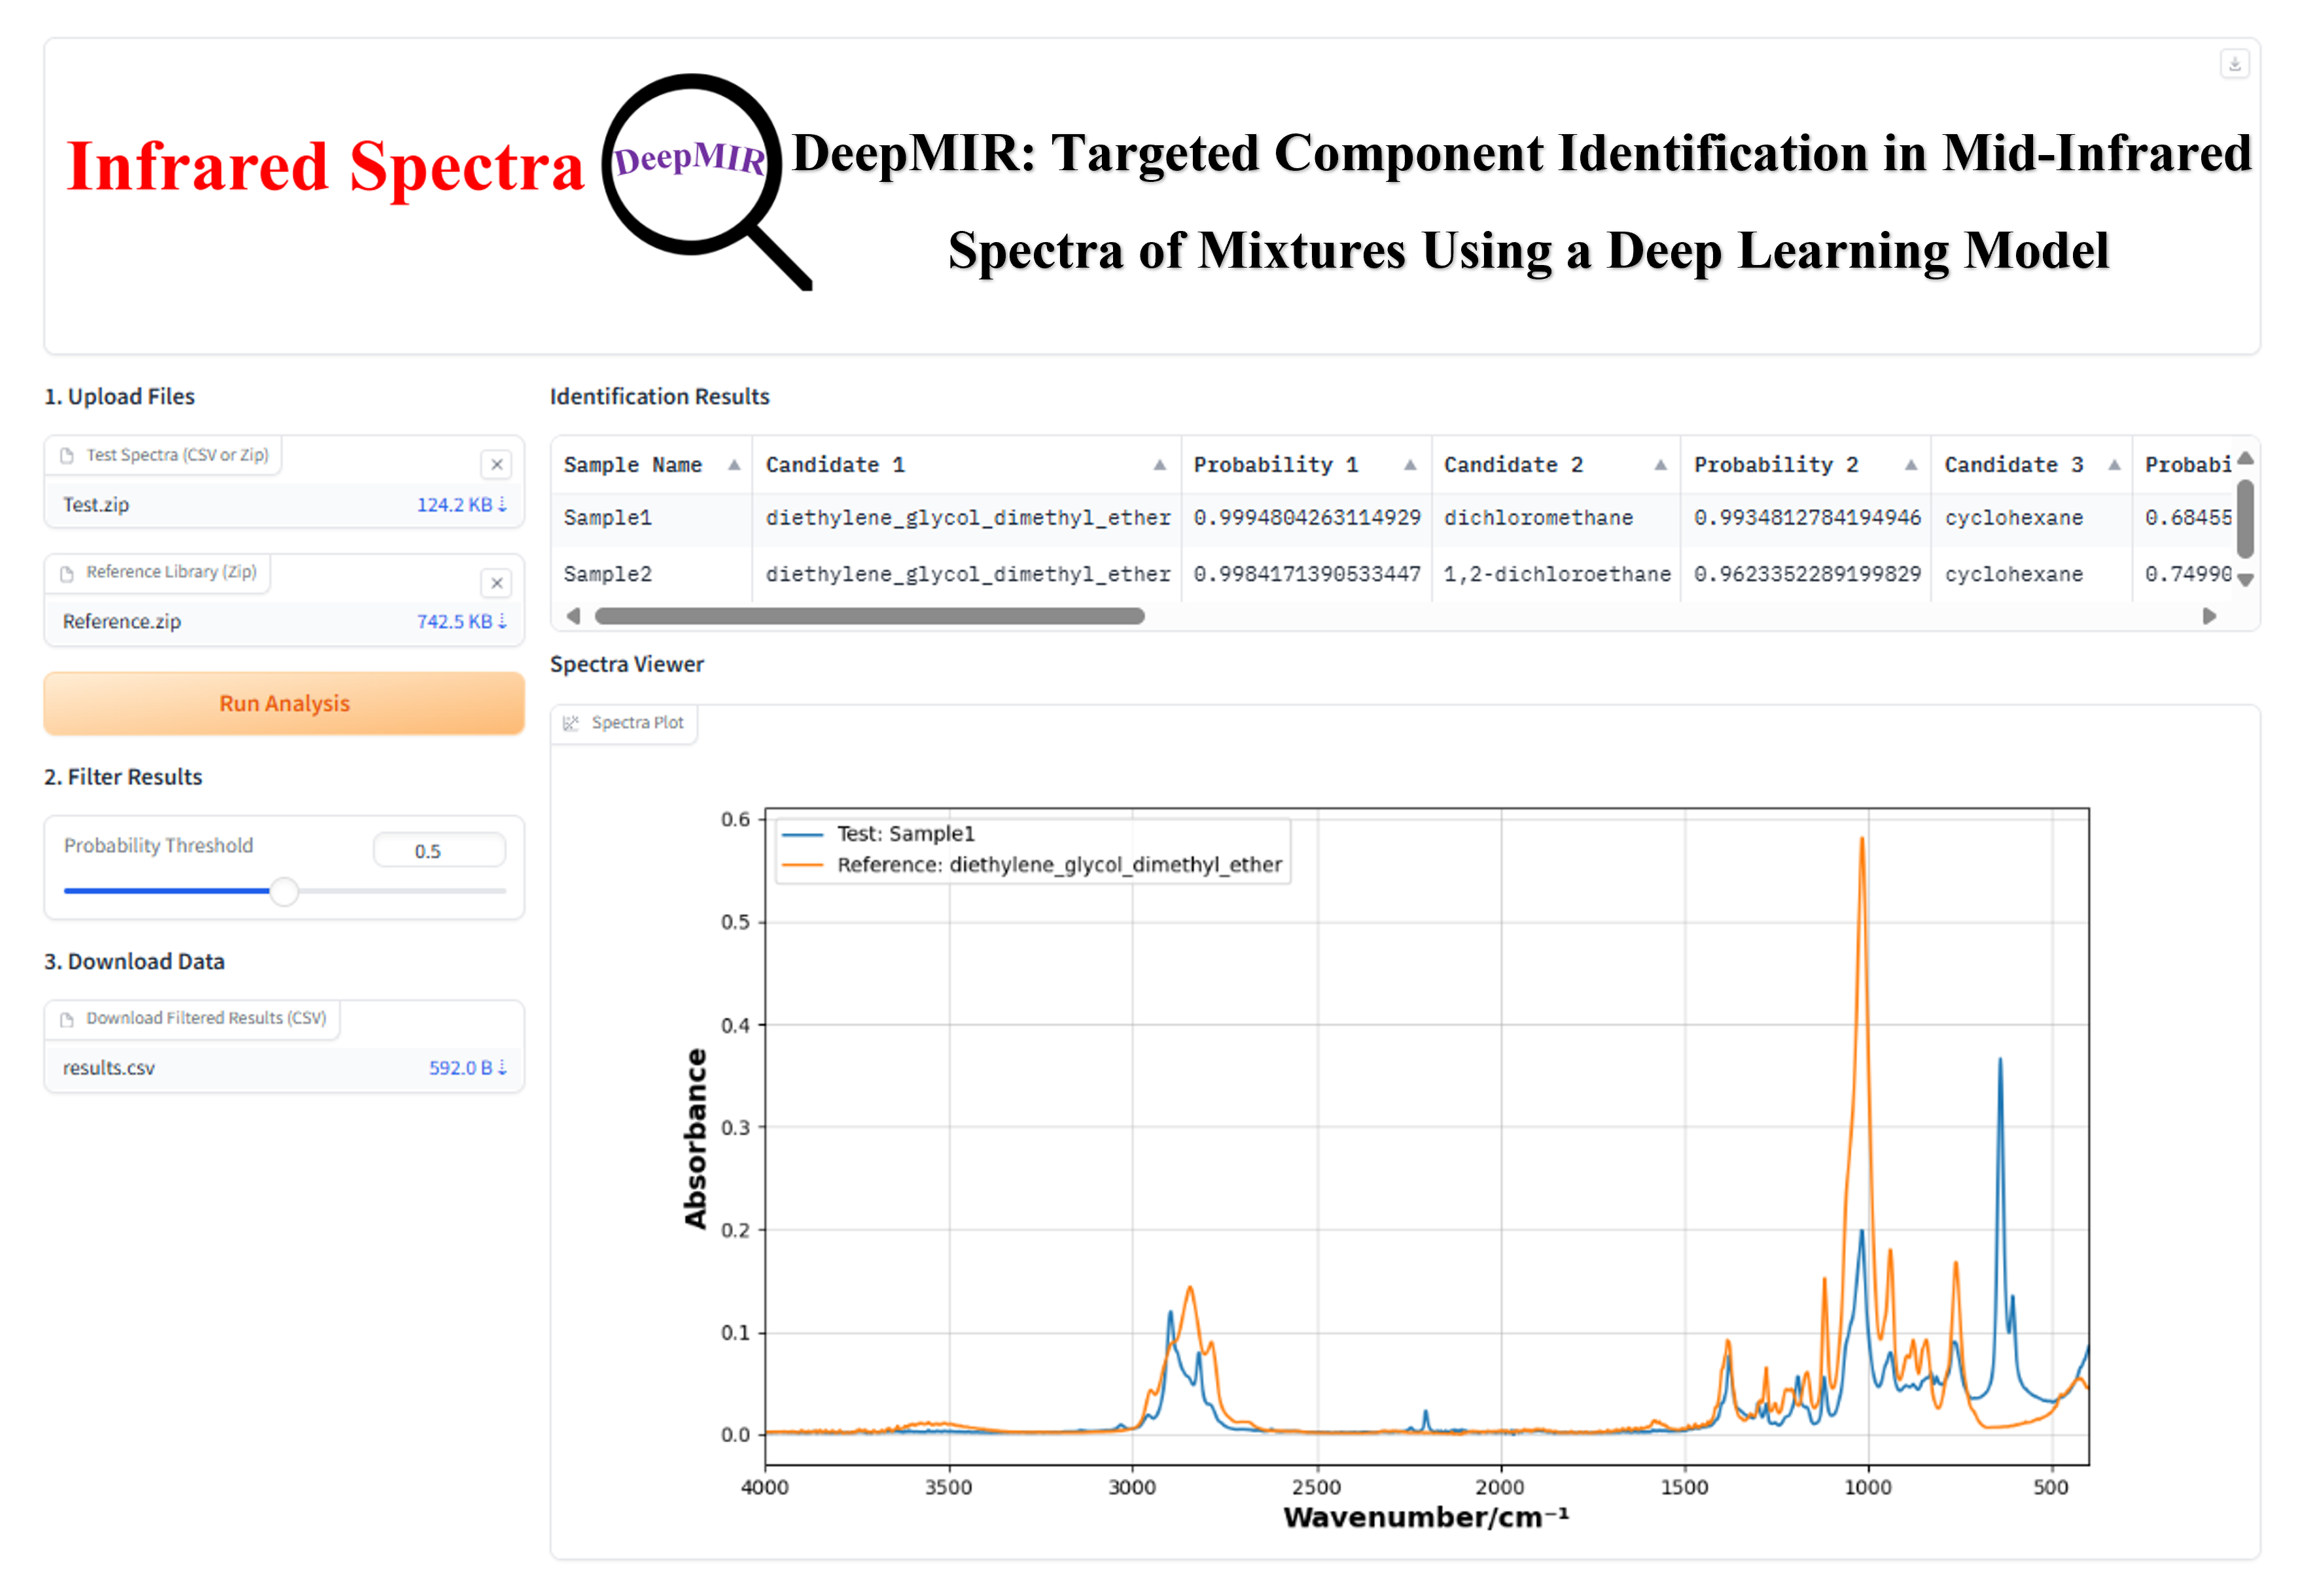 Infrared Spectra
DeepMIR
DeepMIR: Targeted Component Identification in Mid-Infrared
Spectra of Mixtures Using a Deep Learning Model
1. Upload Files
Test Spectra (CSV or Zip)
Test.zip 124.2 KB ⇣
Reference Library (Zip)
Reference.zip 742.5 KB ⇣
Run Analysis
2. Filter Results
Probability Threshold 0.5
3. Download Data
Download Filtered Results (CSV)
results.csv 592.0 B ⇣
Identification Results
Sample Name Candidate 1 Probability 1 Candidate 2 Probability 2 Candidate 3 Probabi
Sample1 diethylene_glycol_dimethyl_ether 0.9994804263114929 dichloromethane 0.9934812784194946 cyclohexane 0.68455
Sample2 diethylene_glycol_dimethyl_ether 0.9984171390533447 1,2-dichloroethane 0.9623352289199829 cyclohexane 0.74990
Spectra Viewer
Spectra Plot
Test: Sample1
Reference: diethylene_glycol_dimethyl_ether
0.6
0.5
0.4
0.3
0.2
0.1
0.0
Absorbance
4000 3500 3000 2500 2000 1500 1000 500
Wavenumber/cm⁻¹